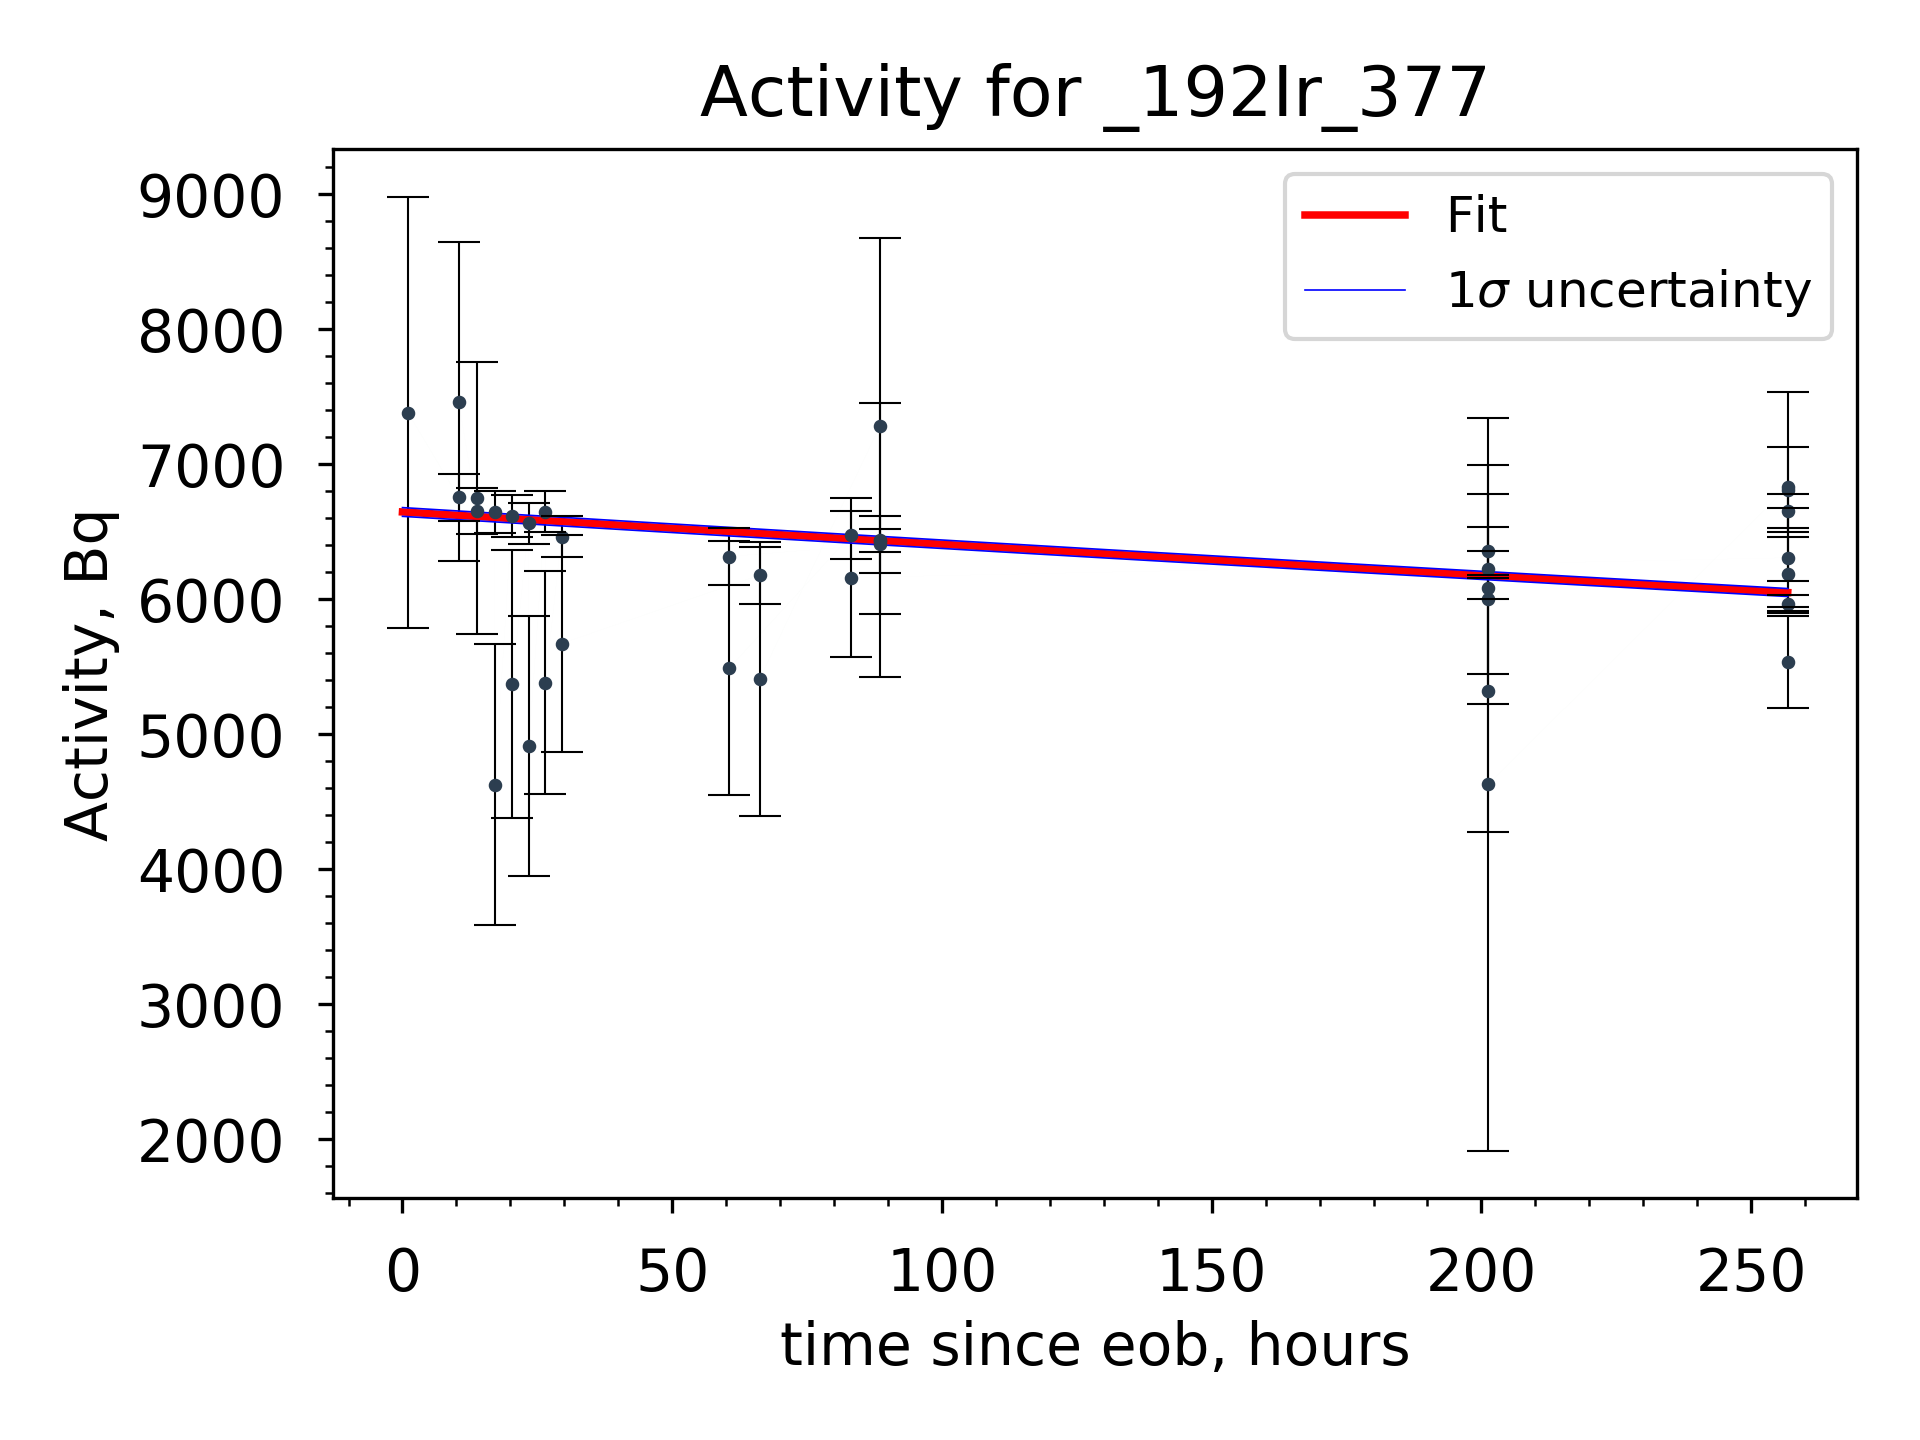 Activity for _192Ir_377
9000
8000
7000
6000
5000
4000
3000
2000
Activity, Bq
Fit
1σ uncertainty
0 50 100 150 200 250
time since eob, hours